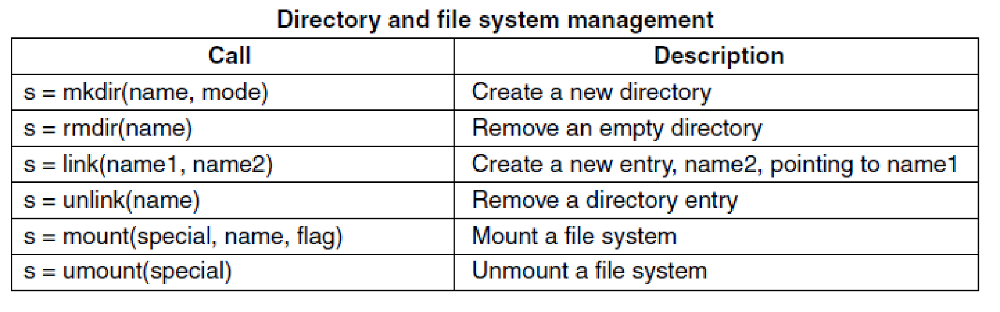 Directory and file system management
Call Description
s = mkdir(name, mode) Create a new directory
s = rmdir(name) Remove an empty directory
s = link(name1, name2) Create a new entry, name2, pointing to name1
s = unlink(name) Remove a directory entry
s = mount(special, name, flag) Mount a file system
s = umount(special) Unmount a file system